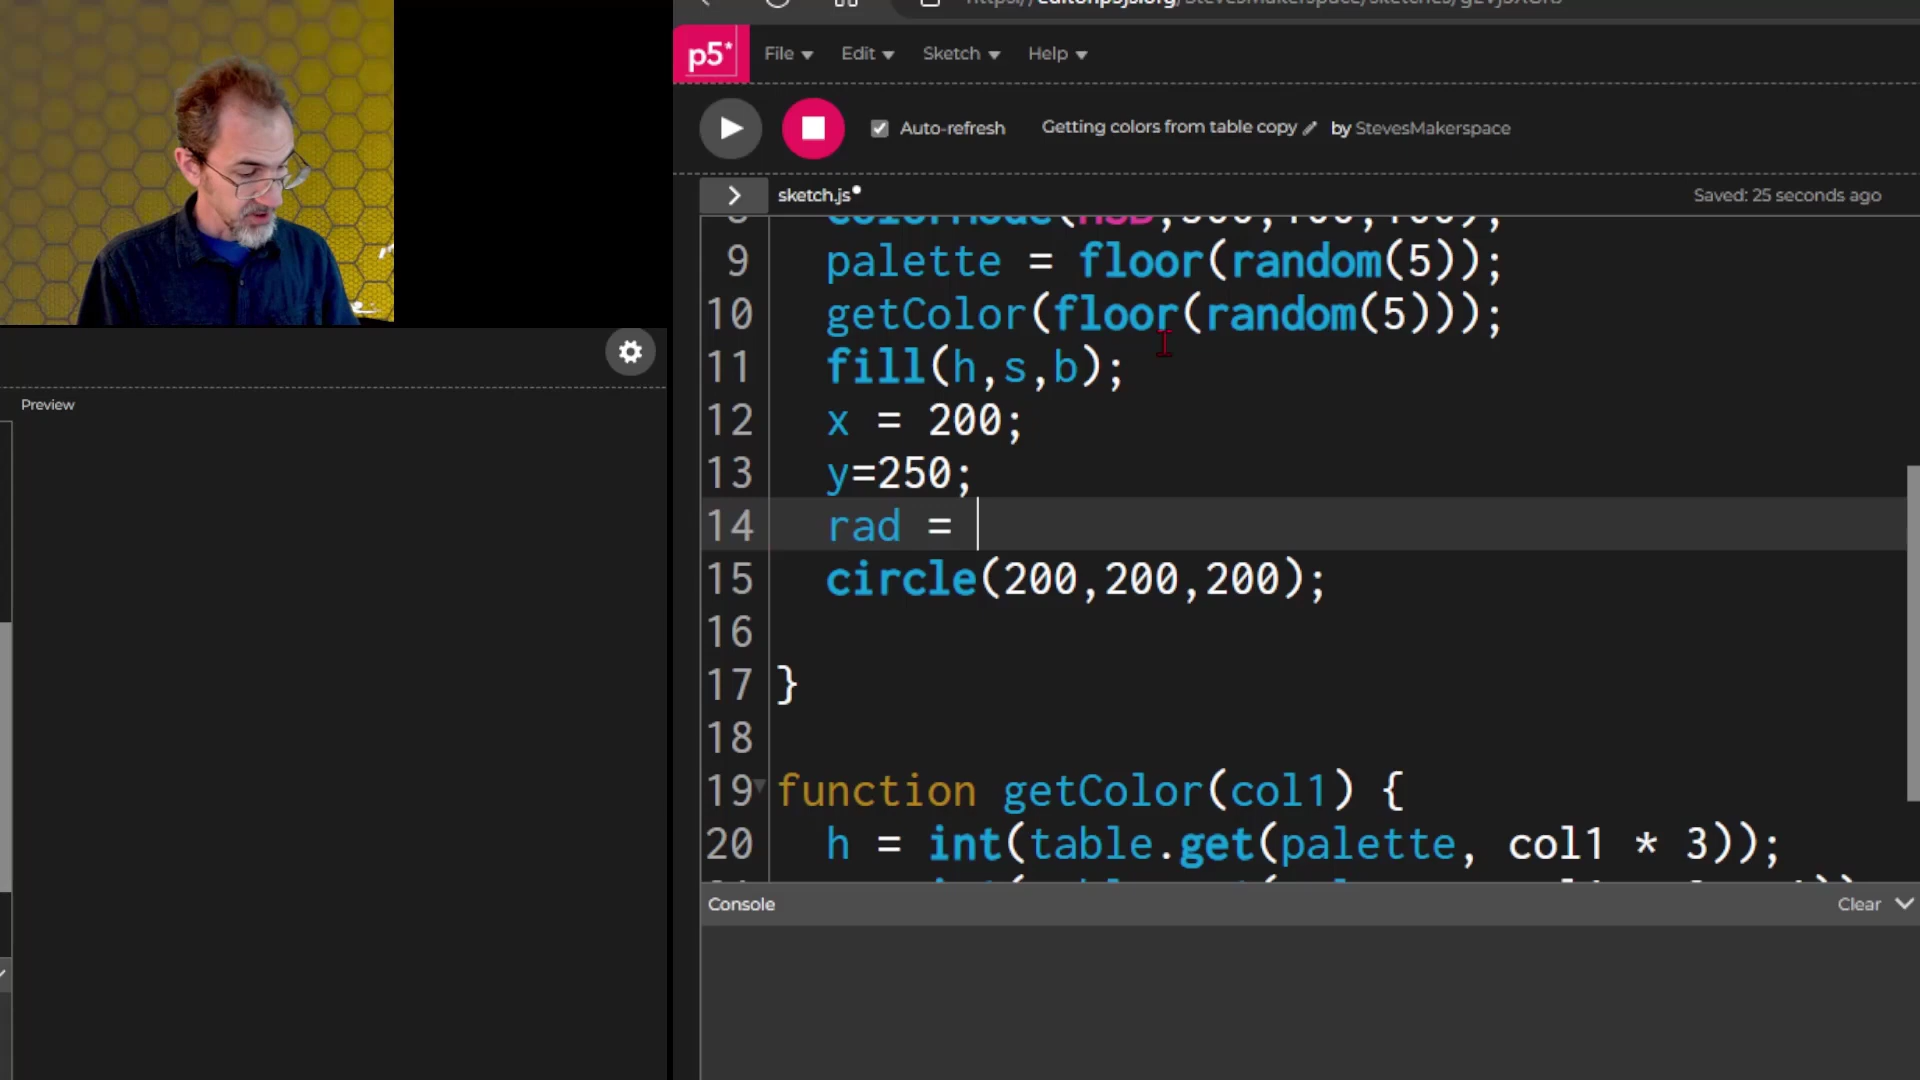 p5*
File
Edit
Sketch
Help
Auto-refresh
Getting colors from table copy
by StevesMakerspace
sketch.js
Saved: 25 seconds ago
9 palette = floor(random(5));
10 getColor(floor(random(5)));
11 fill(h,s,b);
12 x = 200;
13 y=250;
14 rad =
15 circle(200,200,200);
16
17 }
18
19 function getColor(col1) {
20 h = int(table.get(palette, col1 * 3));
Preview
Console
Clear